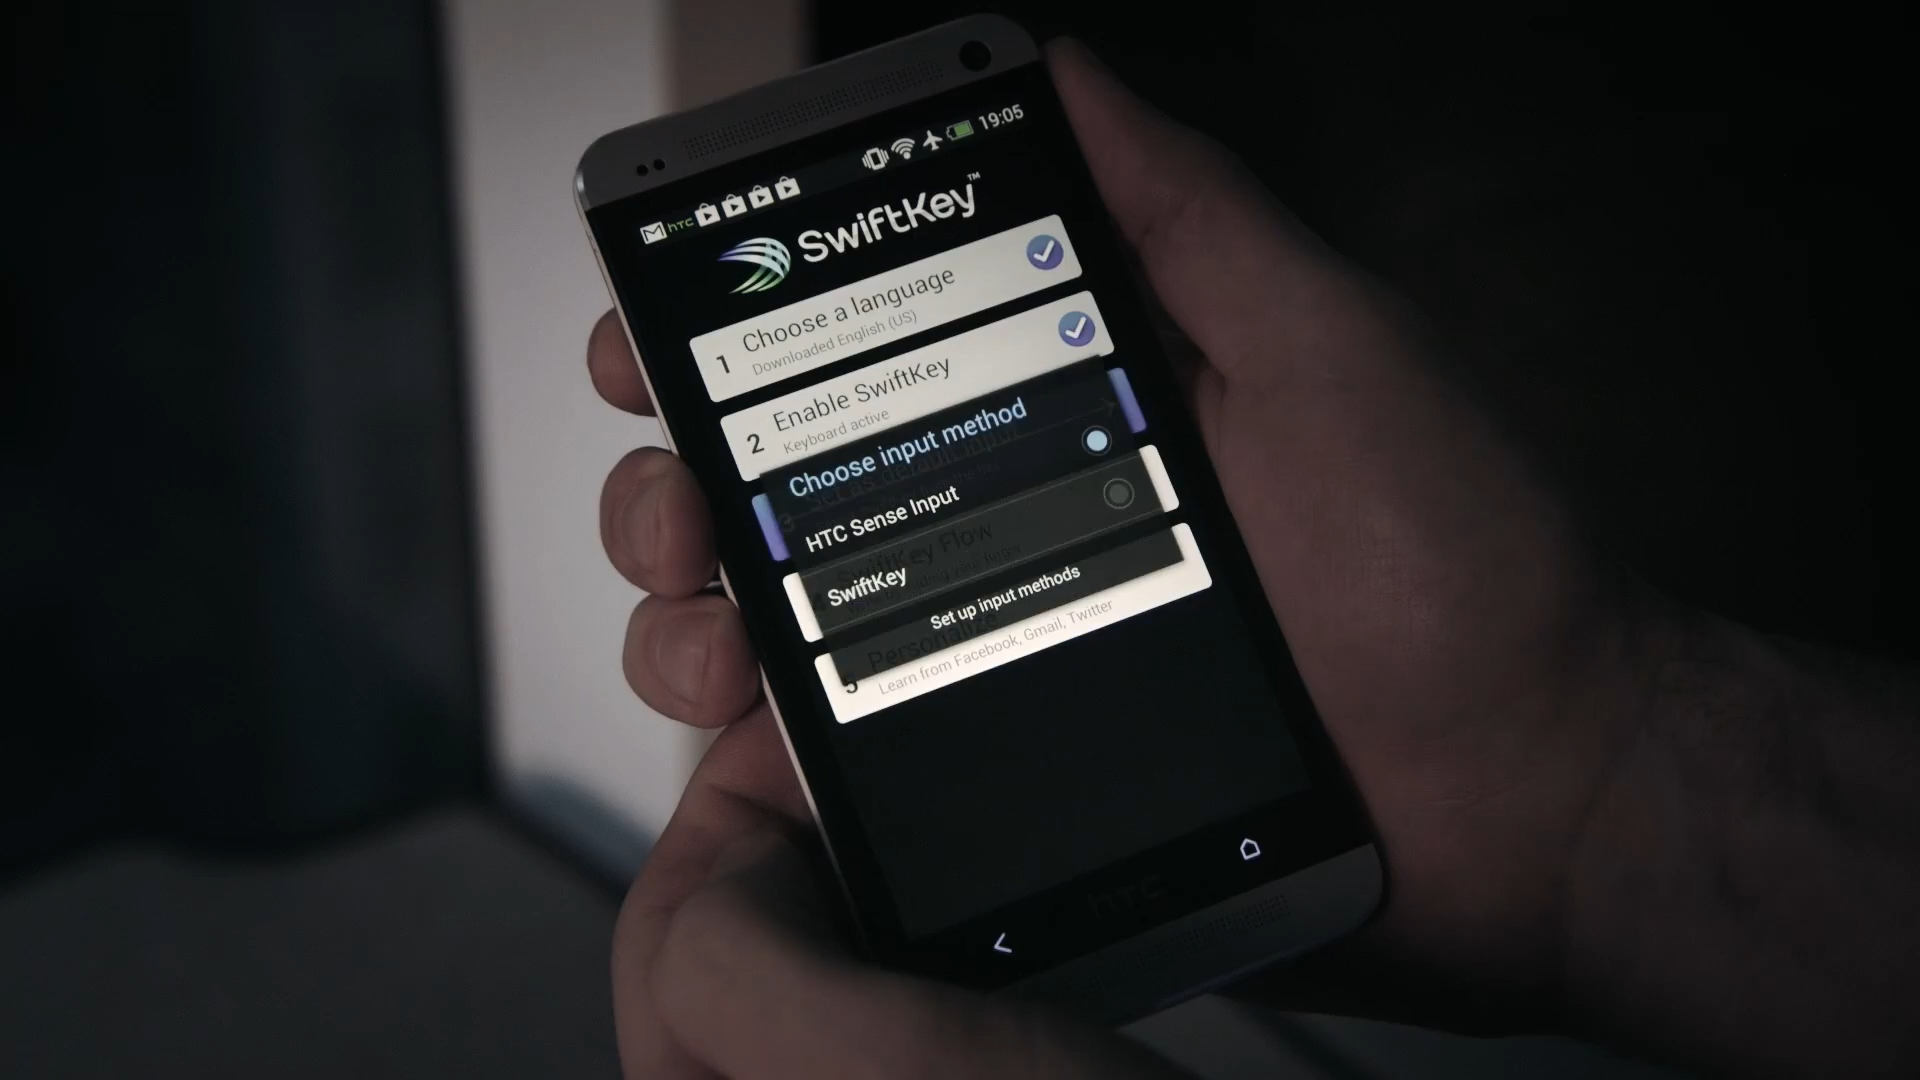 htc 19:05
SwiftKey™
1 Choose a language
Downloaded English (US)
2 Enable SwiftKey
Keyboard active
Choose input method
3 Set as default input
HTC Sense Input
SwiftKey Flow
SwiftKey
Set up input methods
Personalize
5 Learn from Facebook, Gmail, Twitter
htc